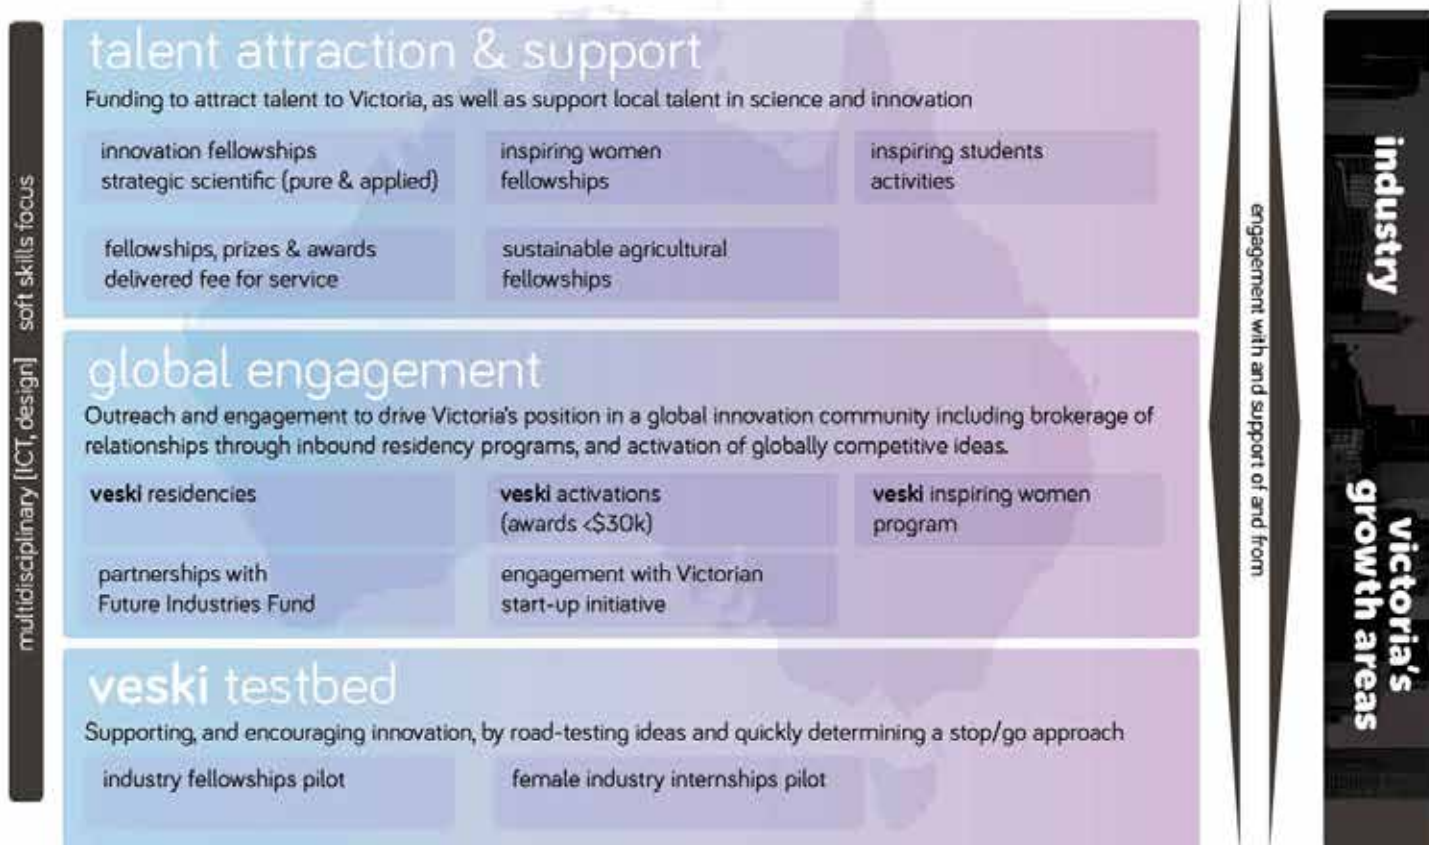 multidisciplinary [ICT, design] soft skills focus
talent attraction & support
Funding to attract talent to Victoria, as well as support local talent in science and innovation
innovation fellowships
strategic scientific (pure & applied)
inspiring women
fellowships
inspiring students
activities
fellowships, prizes & awards
delivered fee for service
sustainable agricultural
fellowships
global engagement
Outreach and engagement to drive Victoria's position in a global innovation community including brokerage of
relationships through inbound residency programs, and activation of globally competitive ideas.
veski residencies
veski activations
(awards <$30k)
veski inspiring women
program
partnerships with
Future Industries Fund
engagement with Victorian
start-up initiative
veski testbed
Supporting, and encouraging innovation, by road-testing ideas and quickly determining a stop/go approach
industry fellowships pilot
female industry internships pilot
engagement with and support of and from
industry
Victoria's
growth areas